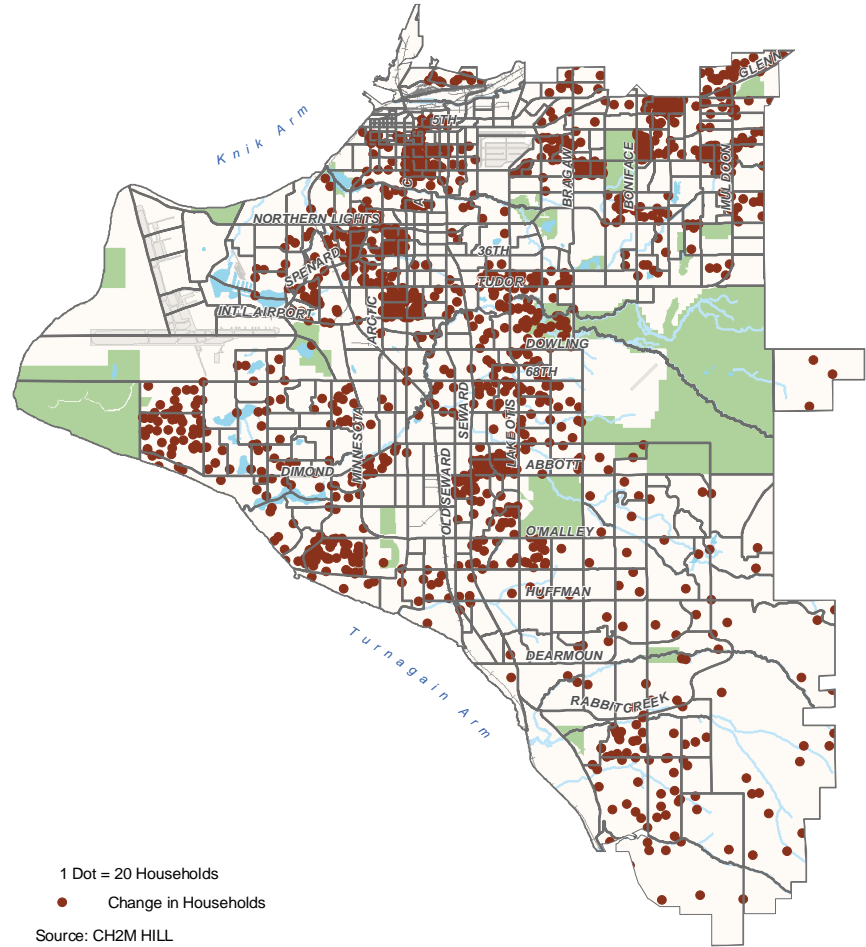 GLENN
5TH
Knik Arm
BRAGAW
BONIFACE
MULDOON
C
A
NORTHERN LIGHTS
36TH
SPENARD
TUDOR
INT'L AIRPORT
ARCTIC
DOWLING
68TH
SEWARD
LAKE OTIS
MINNESOTA
DIMOND
ABBOTT
OLD SEWARD
O'MALLEY
HUFFMAN
Turnagain Arm
DEARMOUN
RABBIT CREEK
1 Dot = 20 Households
Change in Households
Source: CH2M HILL